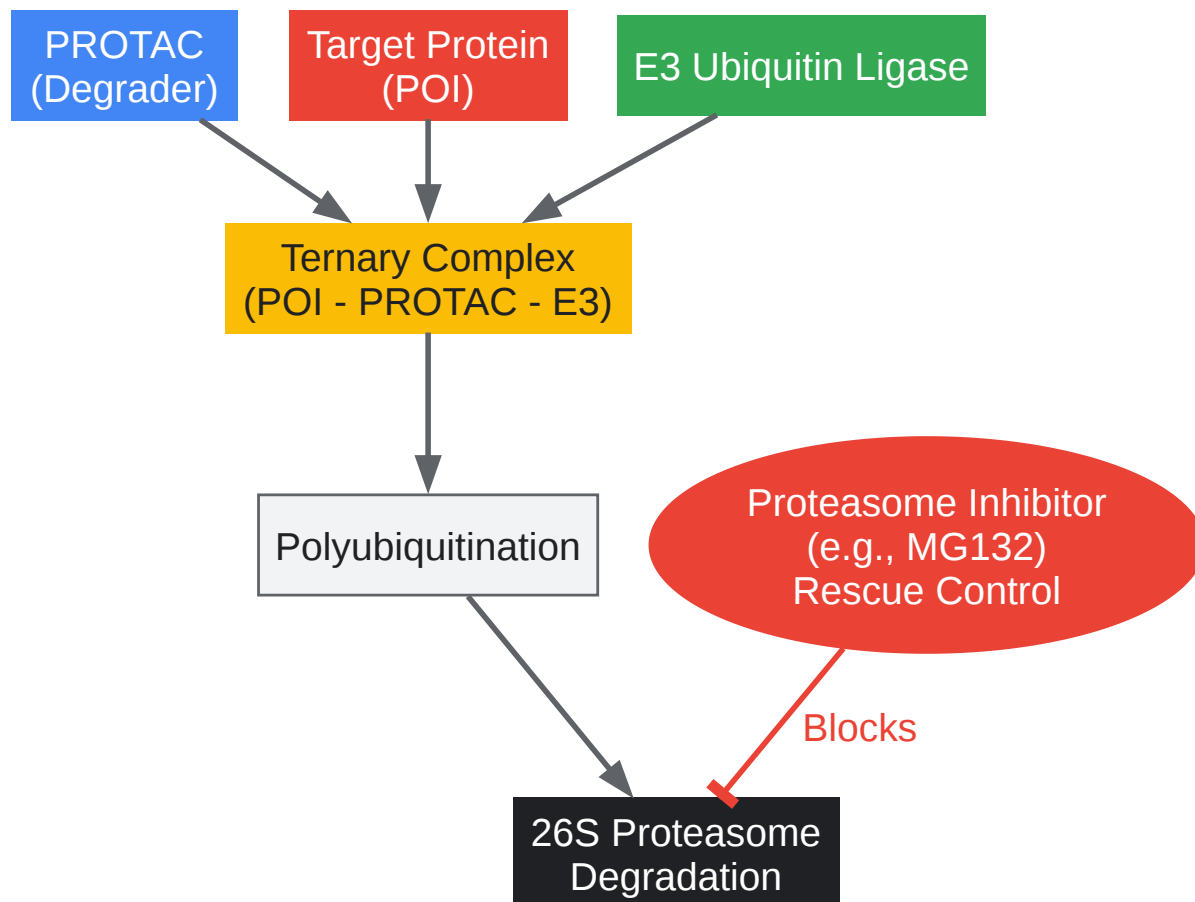 PROTAC
(Degrader)
Target Protein
(POI)
E3 Ubiquitin Ligase
Ternary Complex
(POI - PROTAC - E3)
Polyubiquitination
Proteasome Inhibitor
(e.g., MG132)
Rescue Control
Blocks
26S Proteasome
Degradation